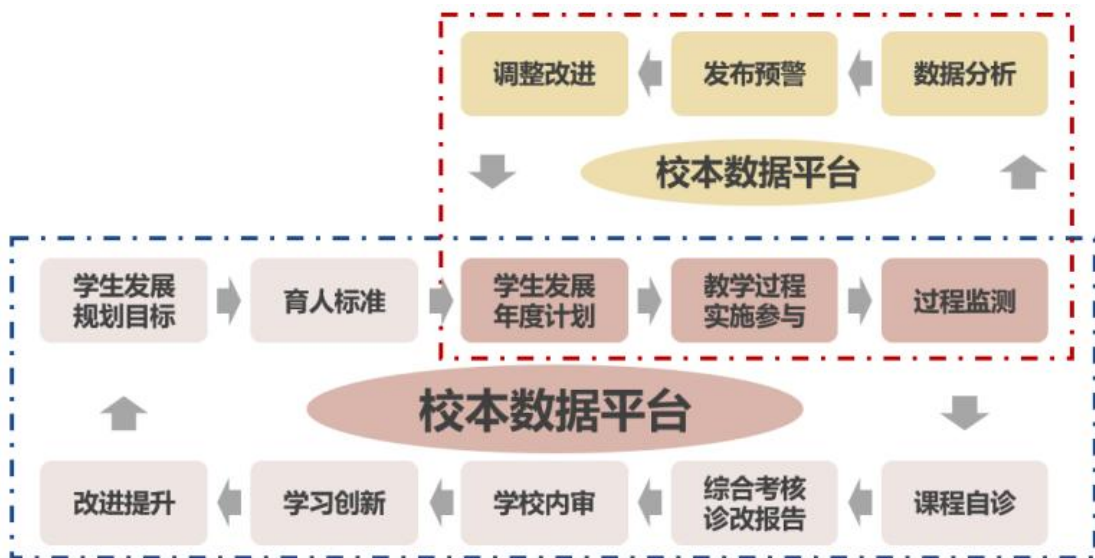 调整改进
发布预警
数据分析
校本数据平台
学生发展
规划目标
育人标准
学生发展
年度计划
教学过程
实施参与
过程监测
校本数据平台
改进提升
学习创新
学校内审
综合考核
诊改报告
课程自诊